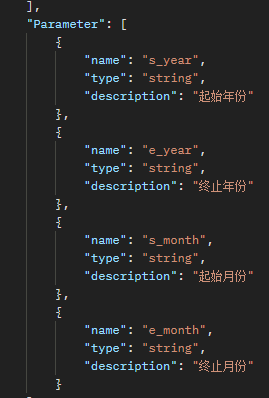 ],
"Parameter": [
{
"name": "s_year",
"type": "string",
"description": "起始年份"
},
{
"name": "e_year",
"type": "string",
"description": "终止年份"
},
{
"name": "s_month",
"type": "string",
"description": "起始月份"
},
{
"name": "e_month",
"type": "string",
"description": "终止月份"
}